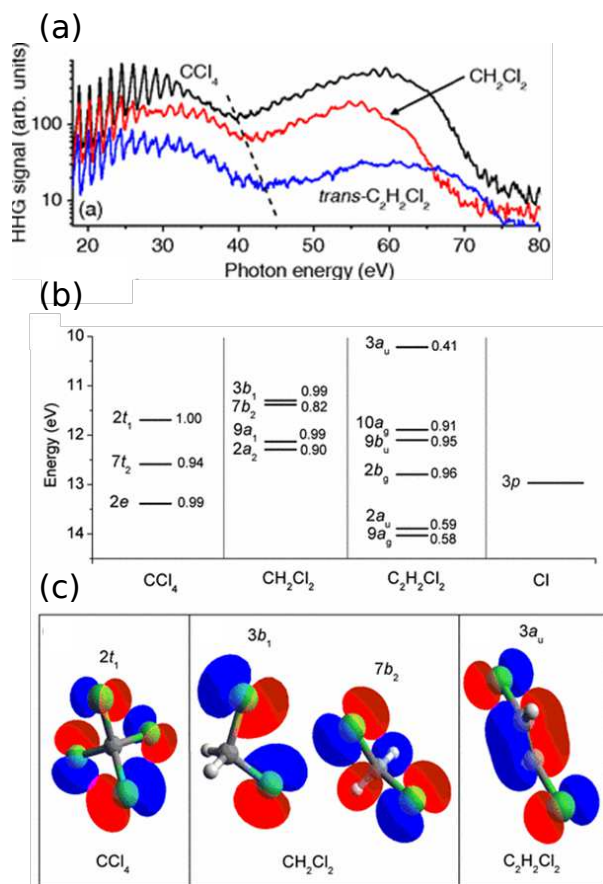 (a)
HHG signal (arb. units)
100
10
CCl4
CH2Cl2
trans-C2H2Cl2
(a)
20 30 40 50 60 70 80
Photon energy (eV)
(b)
Energy (eV)
10
11
12
13
14
2t1 1.00
7t2 0.94
2e 0.99
3b1 0.99
7b2 0.82
9a1 0.99
2a2 0.90
3au 0.41
10ag 0.91
9bu 0.95
2bg 0.96
2au 0.59
9ag 0.58
3p
CCl4 CH2Cl2 C2H2Cl2 Cl
(c)
2t1
3b1
7b2
3au
CCl4
CH2Cl2
C2H2Cl2